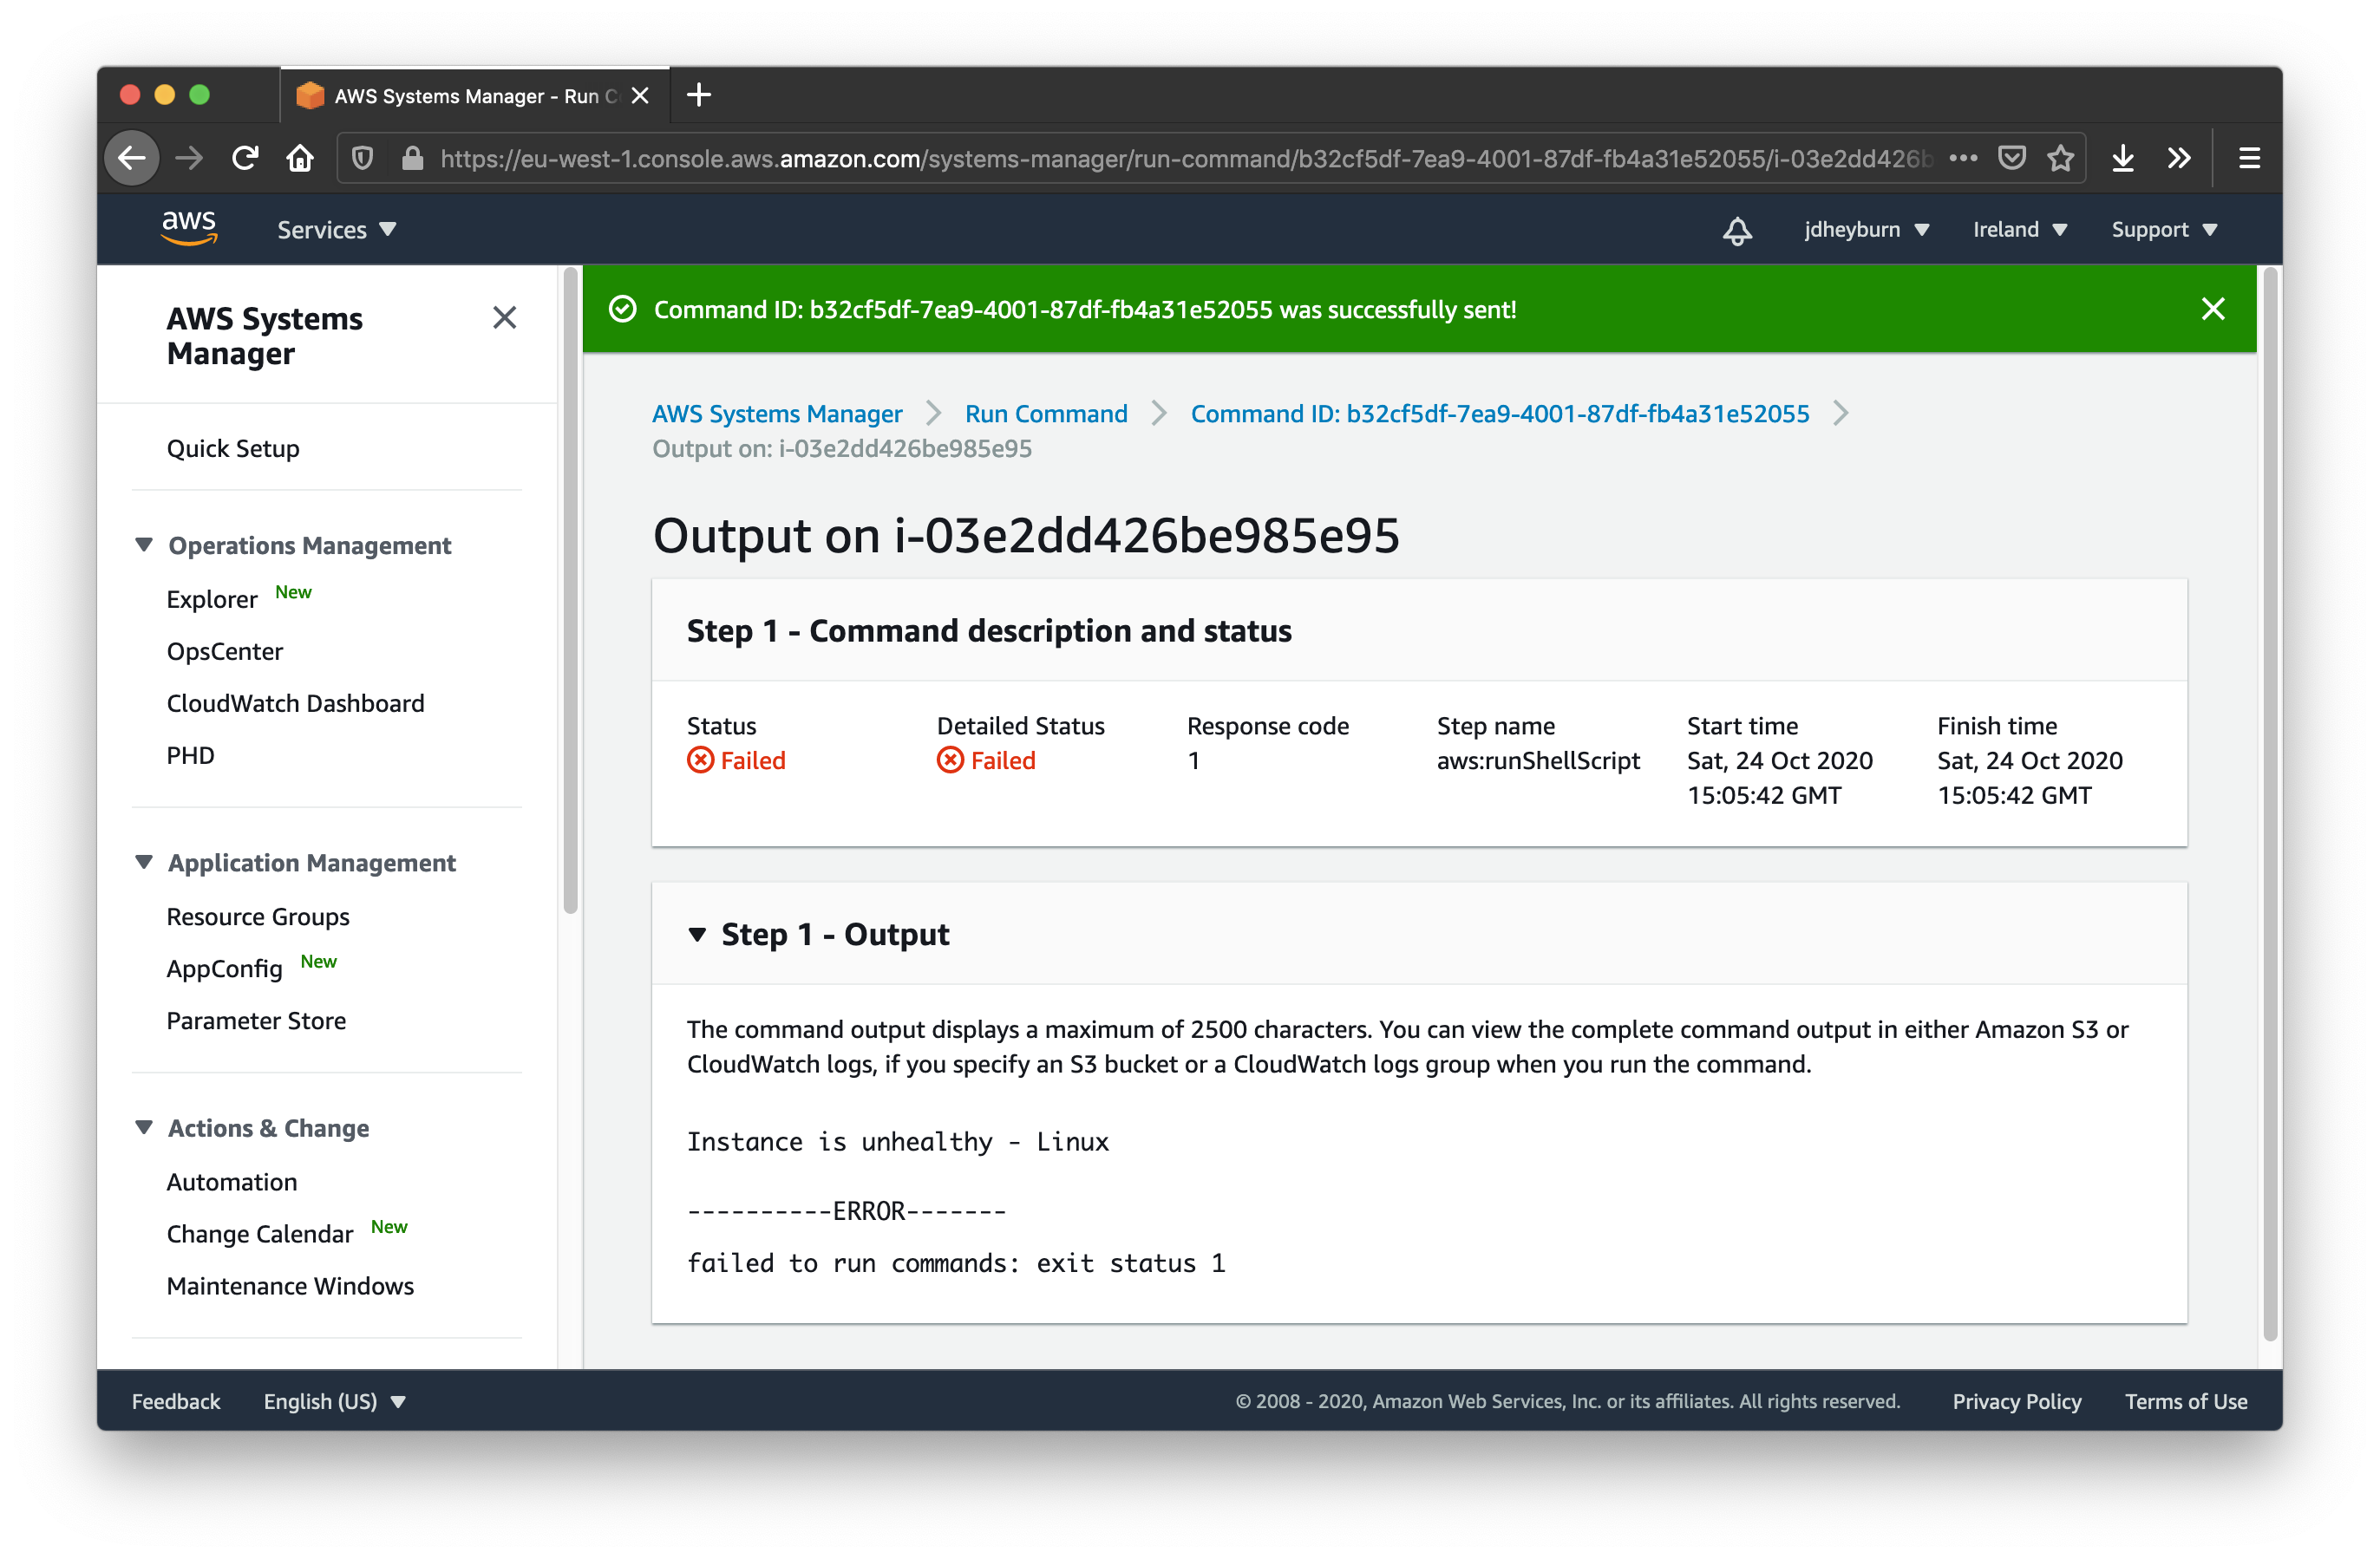 AWS Systems Manager - Run C
https://eu-west-1.console.aws.amazon.com/systems-manager/run-command/b32cf5df-7ea9-4001-87df-fb4a31e52055/i-03e2dd426b
aws
Services
jdheyburn
Ireland
Support
AWS Systems
Manager
Quick Setup
Operations Management
Explorer New
OpsCenter
CloudWatch Dashboard
PHD
Application Management
Resource Groups
AppConfig New
Parameter Store
Actions & Change
Automation
Change Calendar New
Maintenance Windows
Command ID: b32cf5df-7ea9-4001-87df-fb4a31e52055 was successfully sent!
AWS Systems Manager > Run Command > Command ID: b32cf5df-7ea9-4001-87df-fb4a31e52055 >
Output on: i-03e2dd426be985e95
Output on i-03e2dd426be985e95
Step 1 - Command description and status
Status Detailed Status Response code Step name Start time Finish time
Failed Failed 1 aws:runShellScript Sat, 24 Oct 2020 Sat, 24 Oct 2020
15:05:42 GMT 15:05:42 GMT
Step 1 - Output
The command output displays a maximum of 2500 characters. You can view the complete command output in either Amazon S3 or
CloudWatch logs, if you specify an S3 bucket or a CloudWatch logs group when you run the command.
Instance is unhealthy - Linux
----------ERROR-------
failed to run commands: exit status 1
Feedback
English (US)
© 2008 - 2020, Amazon Web Services, Inc. or its affiliates. All rights reserved.
Privacy Policy
Terms of Use